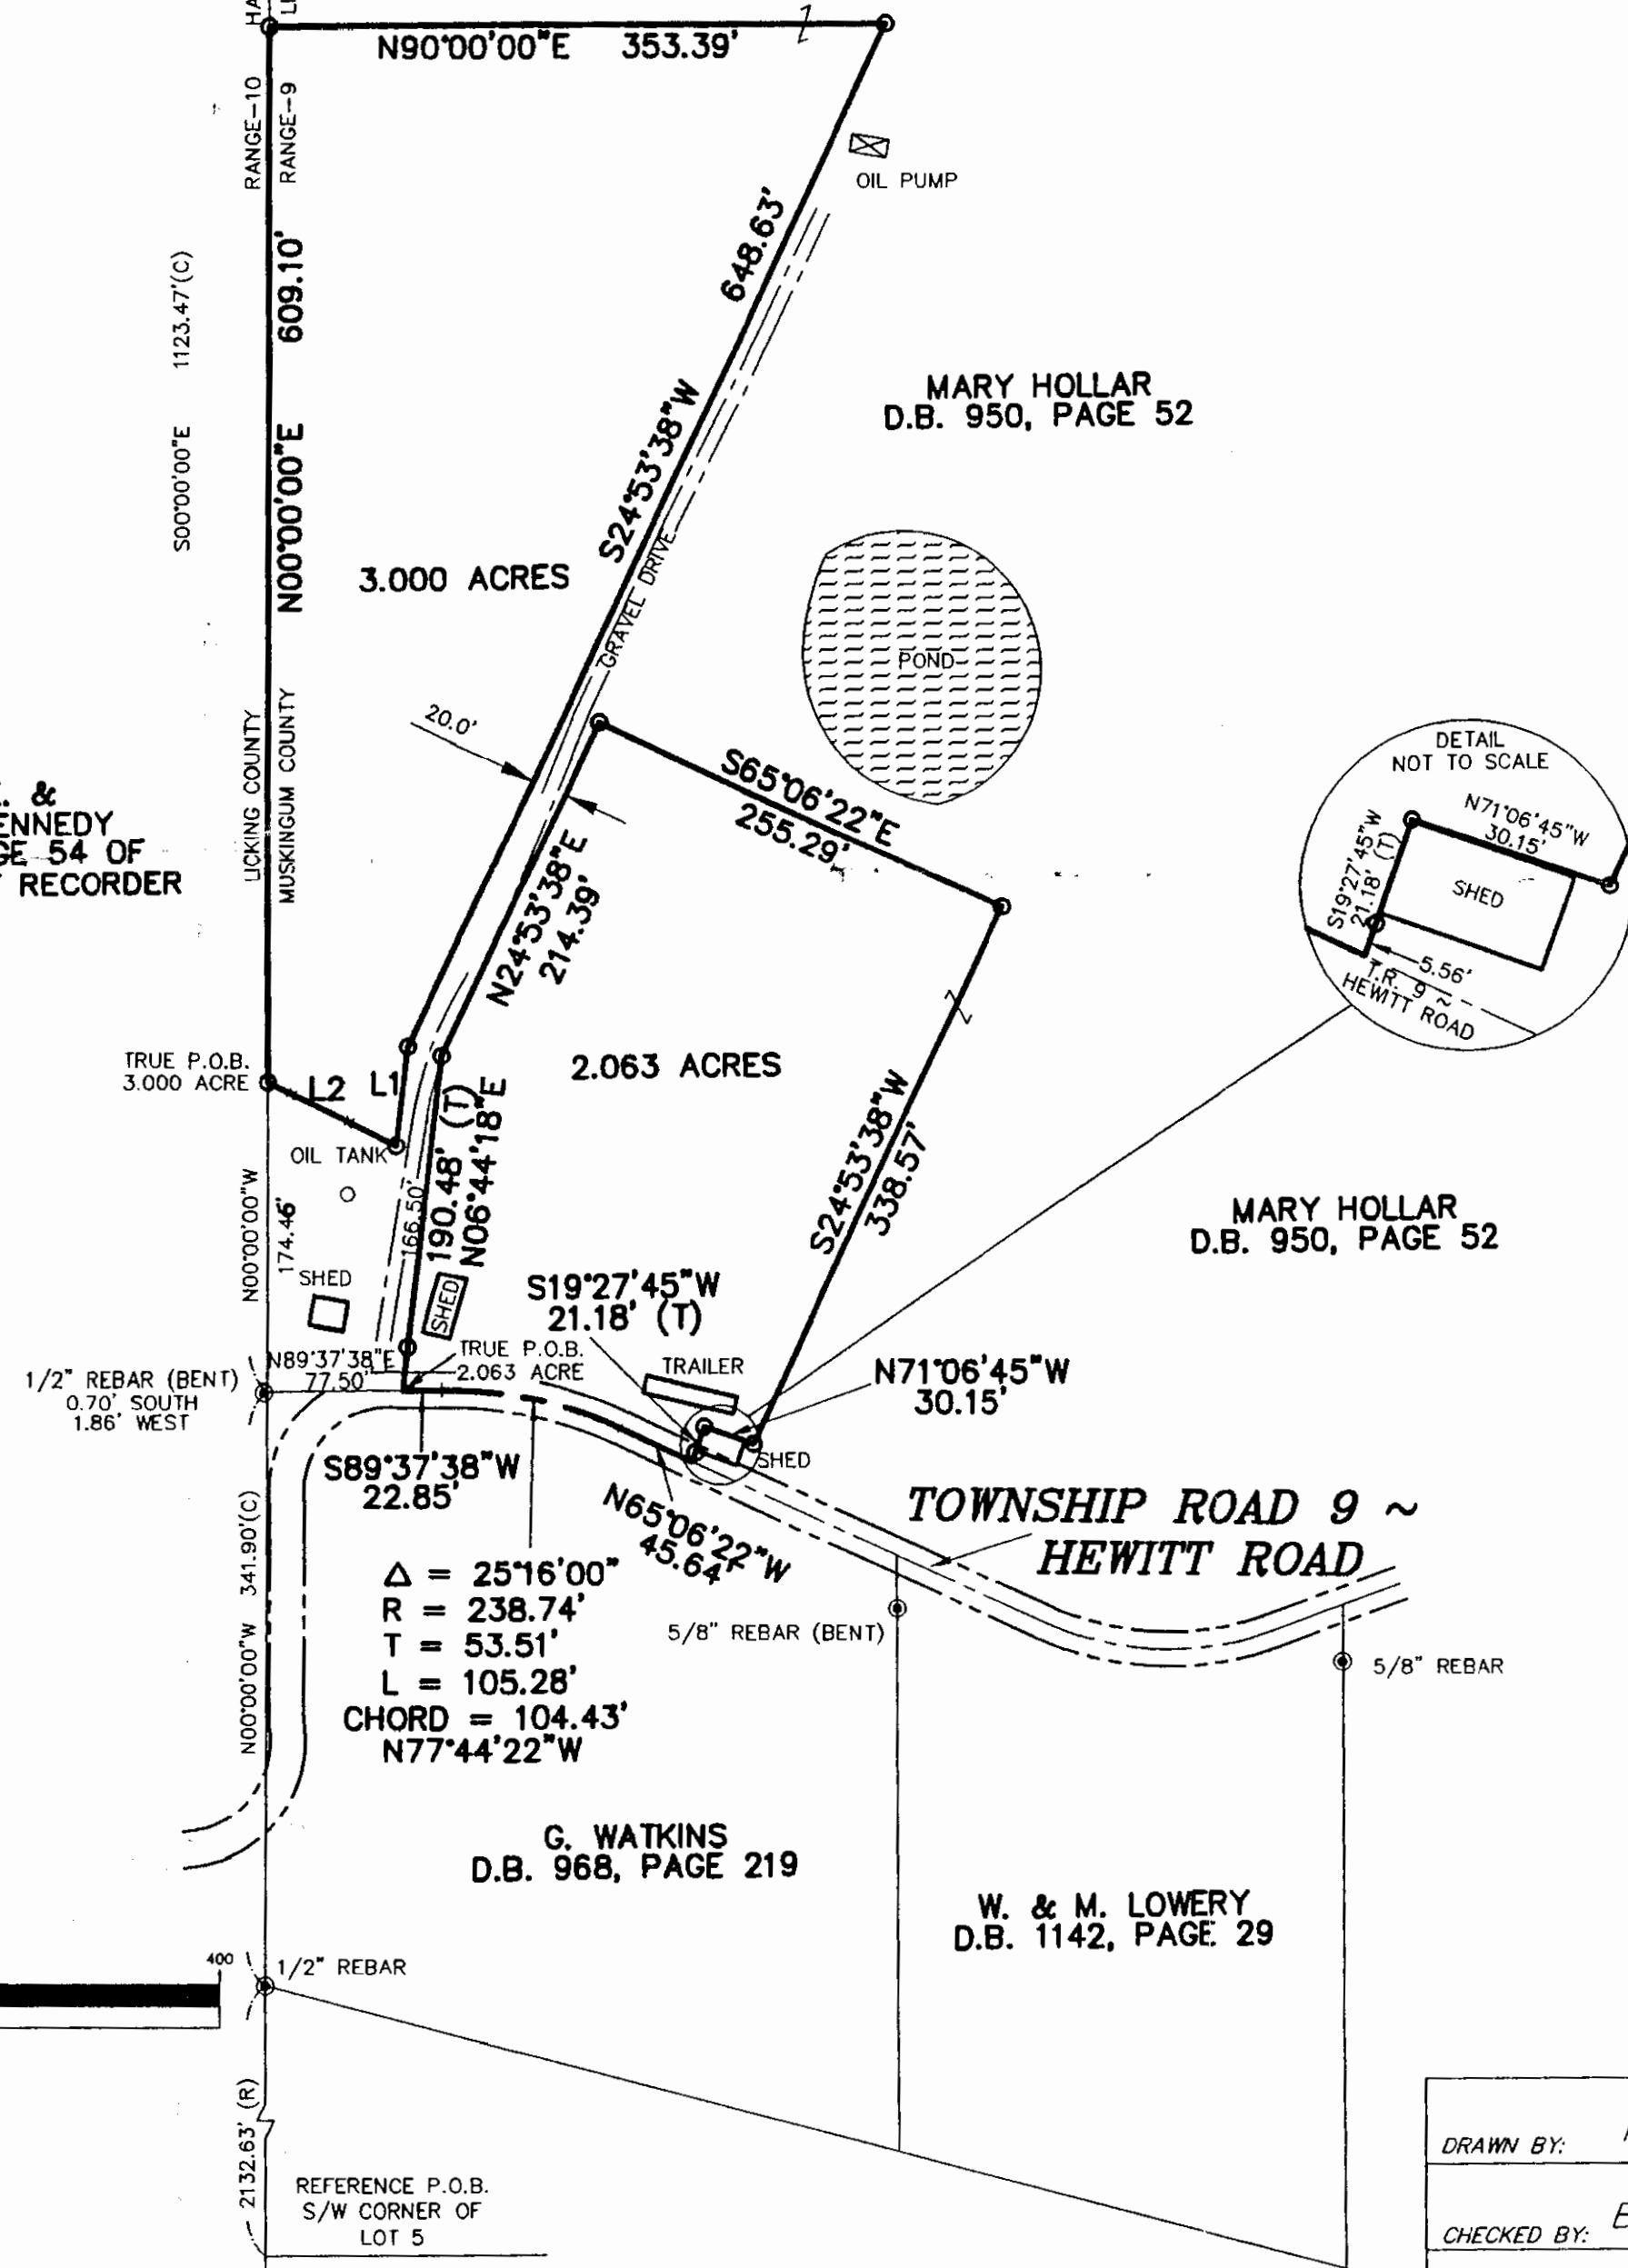 N90°00'00"E 353.39'
RANGE-10
RANGE-9
OIL PUMP
648.63'
S24°53'38"W
GRAVEL DRIVE
609.10'
N00°00'00"E
1123.47'(C)
S00°00'00"E
MARY HOLLAR
D.B. 950, PAGE 52
3.000 ACRES
POND
20.0'
LICKING COUNTY
MUSKINGUM COUNTY
&
ENNEDY
GE 54 OF
RECORDER
S65°06'22"E
255.29'
N24°53'38"E
214.39'
DETAIL
NOT TO SCALE
N71°06'45"W
30.15'
S19°27'45"W
21.18' (T)
SHED
5.56'
T.R. 9 ~
HEWITT ROAD
TRUE P.O.B.
3.000 ACRE
L2 L1
2.063 ACRES
OIL TANK
190.48' (T)
N06°44'18"E
166.50'
S24°53'38"W
338.57'
N00°00'00"W
174.46'
SHED
SHED
MARY HOLLAR
D.B. 950, PAGE 52
S19°27'45"W
21.18' (T)
TRUE P.O.B.
2.063 ACRE
N89°37'38"E
77.50'
1/2" REBAR (BENT)
0.70' SOUTH
1.86' WEST
TRAILER
N71°06'45"W
30.15'
SHED
S89°37'38"W
22.85'
N65°06'22"W
45.64'
TOWNSHIP ROAD 9 ~
HEWITT ROAD
Δ = 25°16'00"
R = 238.74'
T = 53.51'
L = 105.28'
CHORD = 104.43'
N77°44'22"W
N00°00'00"W 341.90'(C)
5/8" REBAR (BENT)
5/8" REBAR
G. WATKINS
D.B. 968, PAGE 219
W. & M. LOWERY
D.B. 1142, PAGE 29
400
1/2" REBAR
2132.63' (R)
REFERENCE P.O.B.
S/W CORNER OF
LOT 5
DRAWN BY:
CHECKED BY: